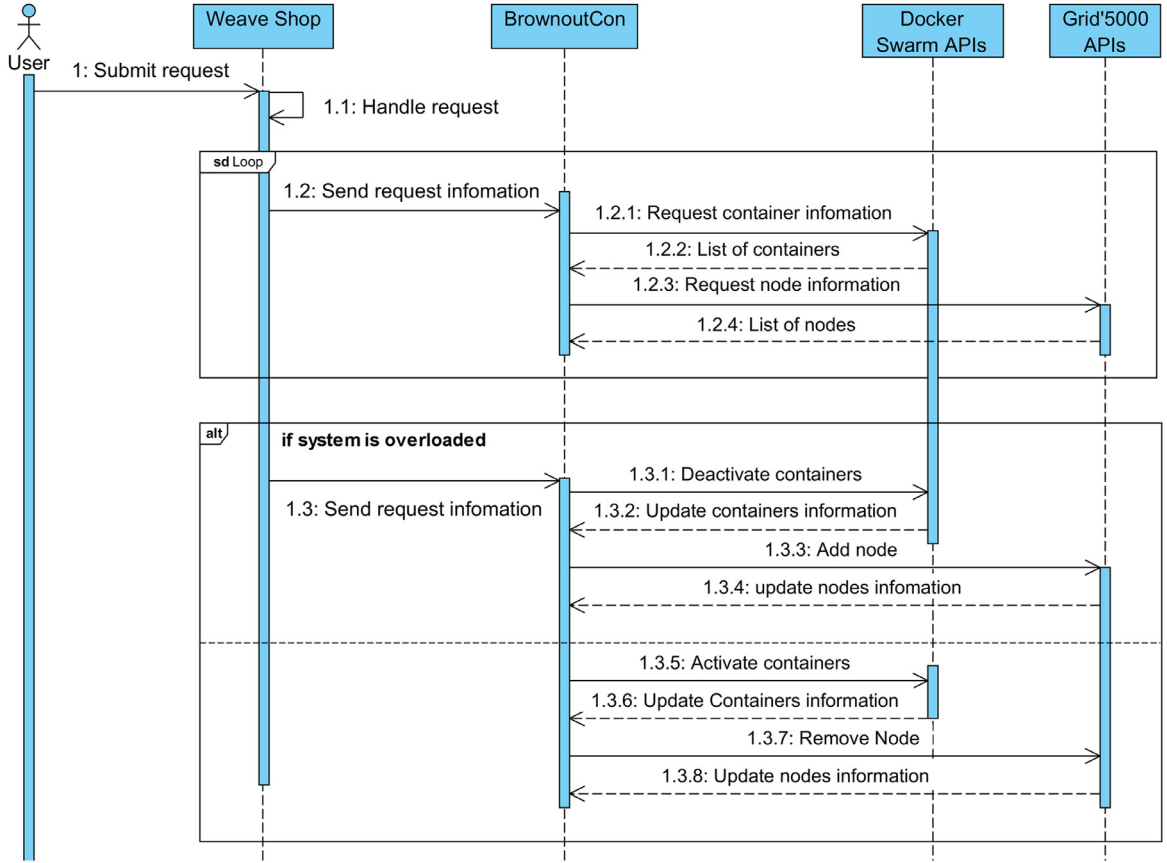 Weave Shop
BrownoutCon
Docker
Swarm APIs
Grid'5000
APIs
User
1: Submit request
1.1: Handle request
sd Loop
1.2: Send request infomation
1.2.1: Request container infomation
1.2.2: List of containers
1.2.3: Request node information
1.2.4: List of nodes
alt
if system is overloaded
1.3: Send request infomation
1.3.1: Deactivate containers
1.3.2: Update containers information
1.3.3: Add node
1.3.4: update nodes infomation
1.3.5: Activate containers
1.3.6: Update Containers information
1.3.7: Remove Node
1.3.8: Update nodes information